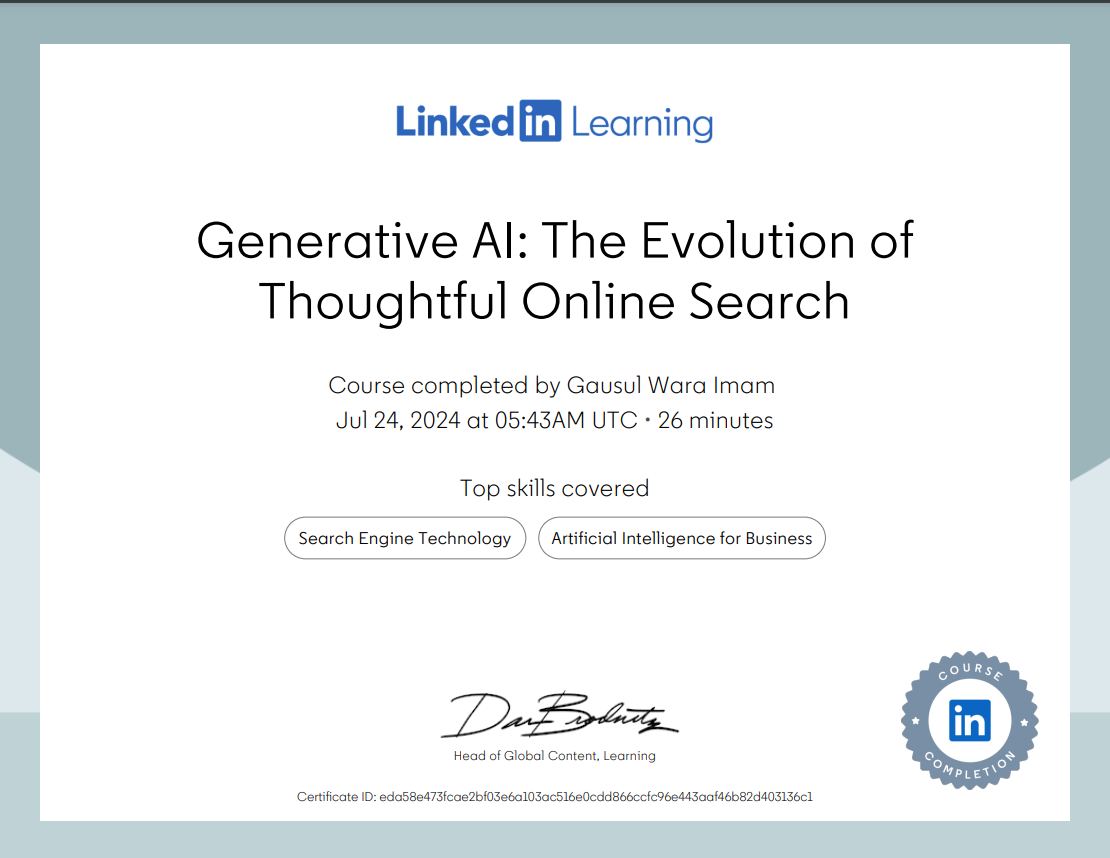 Linked in Learning
Generative AI: The Evolution of
Thoughtful Online Search
Course completed by Gausul Wara Imam
Jul 24, 2024 at 05:43AM UTC • 26 minutes
Top skills covered
Search Engine Technology
Artificial Intelligence for Business
Dan Brodnitz
Head of Global Content, Learning
Certificate ID: eda58e473fcae2bf03e6a103ac516e0cdd866ccfc96e443aaf46b82d403136c1
COURSE
in
COMPLETION